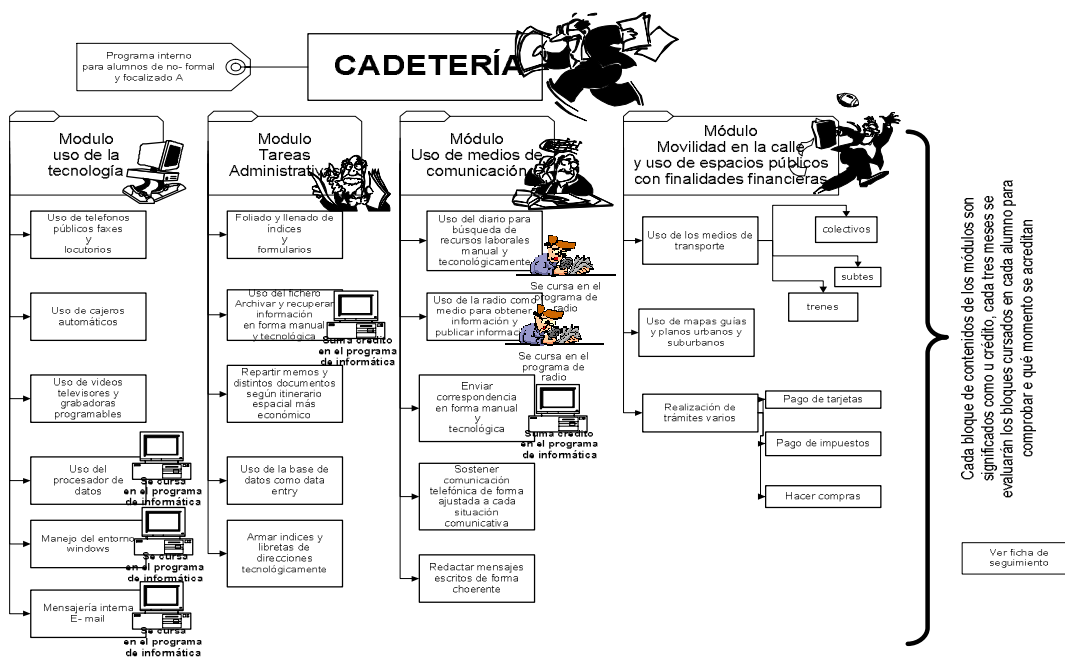 Programa interno
para alumnos de no- formal
y focalizado A
CADETERÍA
Modulo
uso de la
tecnología
Uso de telefonos
públicos faxes
y
locutorios
Uso de cajeros
automáticos
Uso de videos
televisores y
grabadoras
programables
Uso del
procesador de
datos
Se cursa
en el programa
de informática
Manejo del entorno
windows
Se cursa
en el programa
de informática
Mensajería interna
E- mail
Se cursa
en el programa
de informática
Modulo
Tareas
Administrativas
Foliado y llenado de
índices
y
formularios
Uso del fichero
Archivar y recuperar
información
en forma manual
y tecnológica
Suma crédito
en el programa
de informática
Repartir memos y
distintos documentos
según itinerario
espacial más
económico
Uso de la base de
datos como data
entry
Armar indices y
libretas de
direcciones
tecnológicamente
Módulo
Uso de medios de
comunicación
Uso del diario para
búsqueda de
recursos laborales
manual y
teconológicamente
Se cursa en el
programa de
radio
Uso de la radio como
medio para obtener
información y
publicar información
Se cursa en el
programa de
radio
Enviar
correspondencia
en forma manual
y
tecnológica
Suma crédito
en el programa
de informática
Sostener
comunicación
telefónica de forma
ajustada a cada
situación
comunicativa
Redactar mensajes
escritos de forma
choerente
Módulo
Movilidad en la calle
y uso de espacios públicos
con finalidades financieras
Uso de los medios de
transporte
colectivos
subtes
trenes
Uso de mapas guías
y planos urbanos y
suburbanos
Realización de
trámites varios
Pago de tarjetas
Pago de impuestos
Hacer compras
Cada bloque de contenidos de los módulos son
significados como u crédito, cada tres meses se
evaluarán los bloques cursados en cada alumno para
comprobar e qué momento se acreditan
Ver ficha de
seguimiento